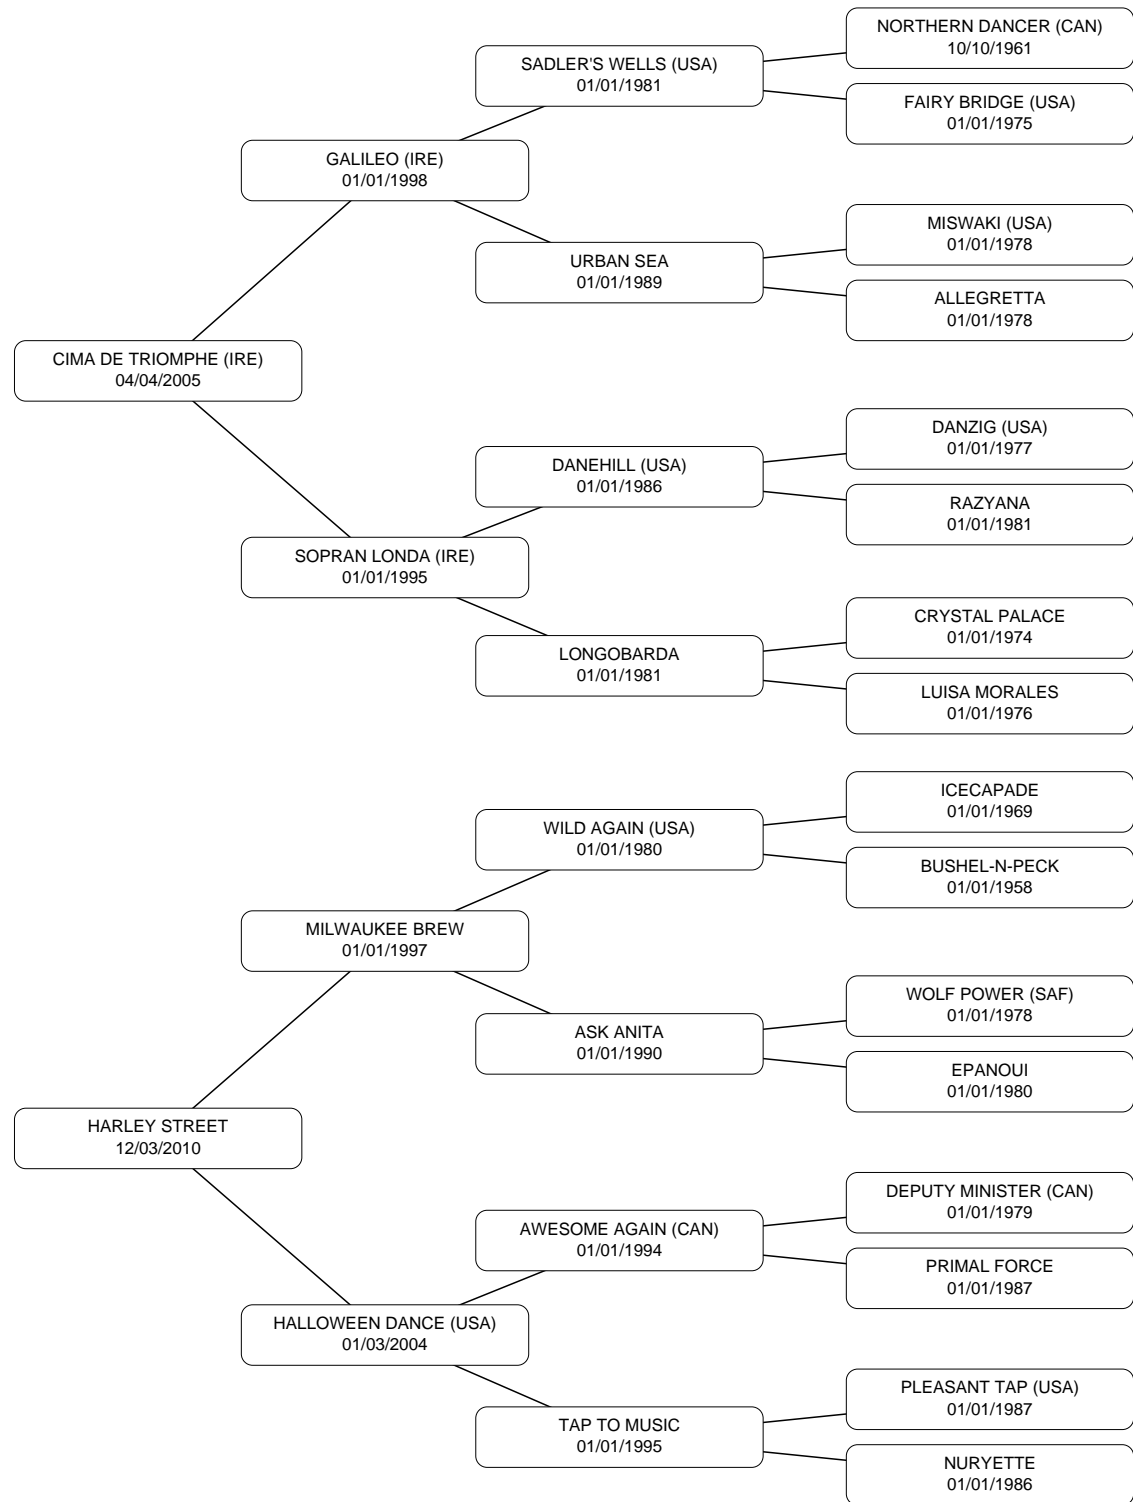 NORTHERN DANCER (CAN)
10/10/1961
SADLER'S WELLS (USA)
01/01/1981
FAIRY BRIDGE (USA)
01/01/1975
GALILEO (IRE)
01/01/1998
MISWAKI (USA)
01/01/1978
URBAN SEA
01/01/1989
ALLEGRETTA
01/01/1978
CIMA DE TRIOMPHE (IRE)
04/04/2005
DANZIG (USA)
01/01/1977
DANEHILL (USA)
01/01/1986
RAZYANA
01/01/1981
SOPRAN LONDA (IRE)
01/01/1995
CRYSTAL PALACE
01/01/1974
LONGOBARDA
01/01/1981
LUISA MORALES
01/01/1976
ICECAPADE
01/01/1969
WILD AGAIN (USA)
01/01/1980
BUSHEL-N-PECK
01/01/1958
MILWAUKEE BREW
01/01/1997
WOLF POWER (SAF)
01/01/1978
ASK ANITA
01/01/1990
EPANOUI
01/01/1980
HARLEY STREET
12/03/2010
DEPUTY MINISTER (CAN)
01/01/1979
AWESOME AGAIN (CAN)
01/01/1994
PRIMAL FORCE
01/01/1987
HALLOWEEN DANCE (USA)
01/03/2004
PLEASANT TAP (USA)
01/01/1987
TAP TO MUSIC
01/01/1995
NURYETTE
01/01/1986